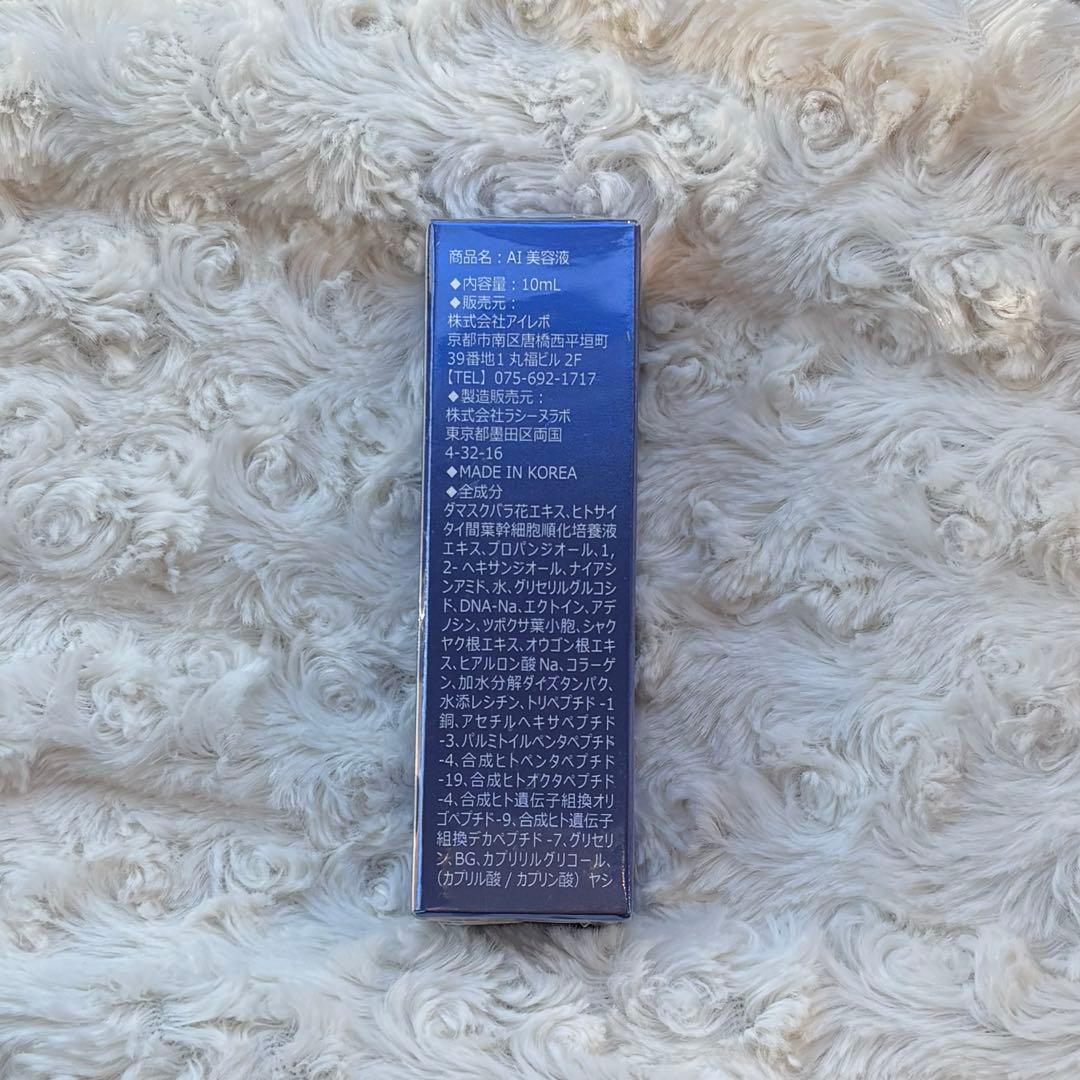 商品名：AI 美容液
◆内容量：10mL
◆販売元：
株式会社アイレボ
京都市南区唐橋西平垣町
39番地1 丸福ビル 2F
【TEL】075-692-1717
◆製造販売元：
株式会社ラシーヌラボ
東京都墨田区両国
4-32-16
◆MADE IN KOREA
◆全成分
ダマスクバラ花エキス、ヒトサイ
タイ間葉幹細胞順化培養液
エキス、プロパンジオール、1,
2- ヘキサンジオール、ナイアシ
ンアミド、水、グリセリルグルコシ
ド、DNA-Na、エクトイン、アデ
ノシン、ツボクサ葉小胞、シャク
ヤク根エキス、オウゴン根エキ
ス、ヒアルロン酸 Na、コラーゲ
ン、加水分解ダイズタンパク、
水添レシチン、トリペプチド -1
銅、アセチルヘキサペプチド
-3、パルミトイルペンタペプチド
-4、合成ヒトペンタペプチド
-19、合成ヒトオクタペプチド
-4、合成ヒト遺伝子組換オリ
ゴペプチド-9、合成ヒト遺伝子
組換デカペプチド -7、グリセリ
ン、BG、カプリリルグリコール、
（カプリル酸 / カプリン酸）ヤシ